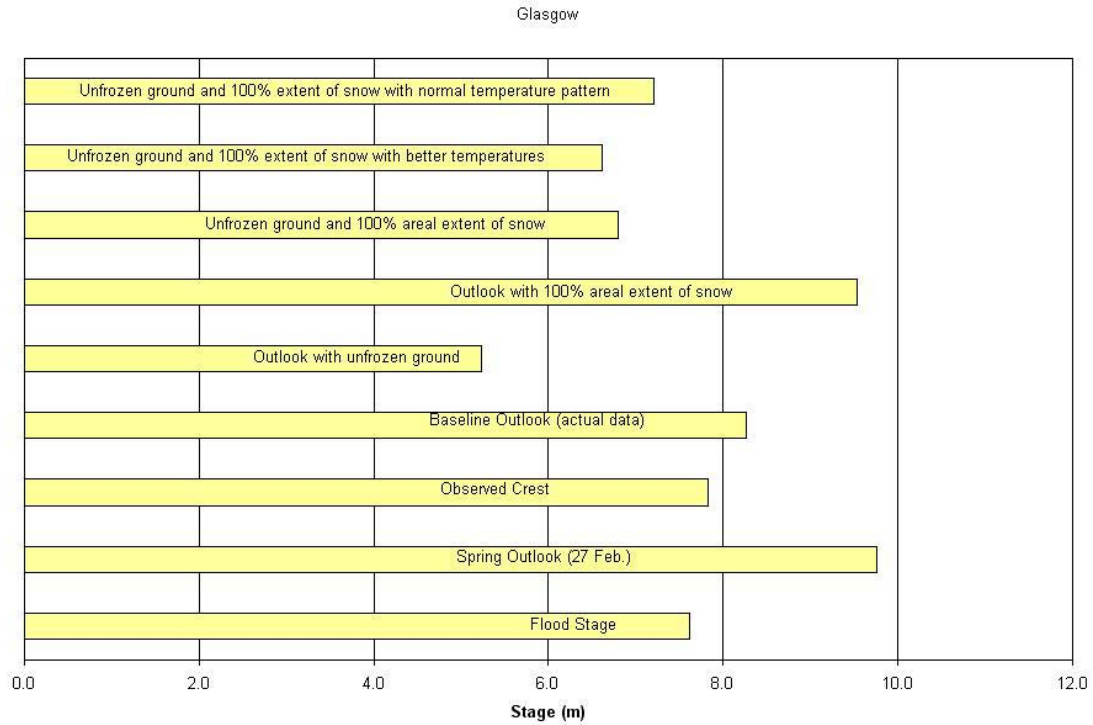 Glasgow
Unfrozen ground and 100% extent of snow with normal temperature pattern
Unfrozen ground and 100% extent of snow with better temperatures
Unfrozen ground and 100% areal extent of snow
Outlook with 100% areal extent of snow
Outlook with unfrozen ground
Baseline Outlook (actual data)
Observed Crest
Spring Outlook (27 Feb.)
Flood Stage
0.0 2.0 4.0 6.0 8.0 10.0 12.0
Stage (m)